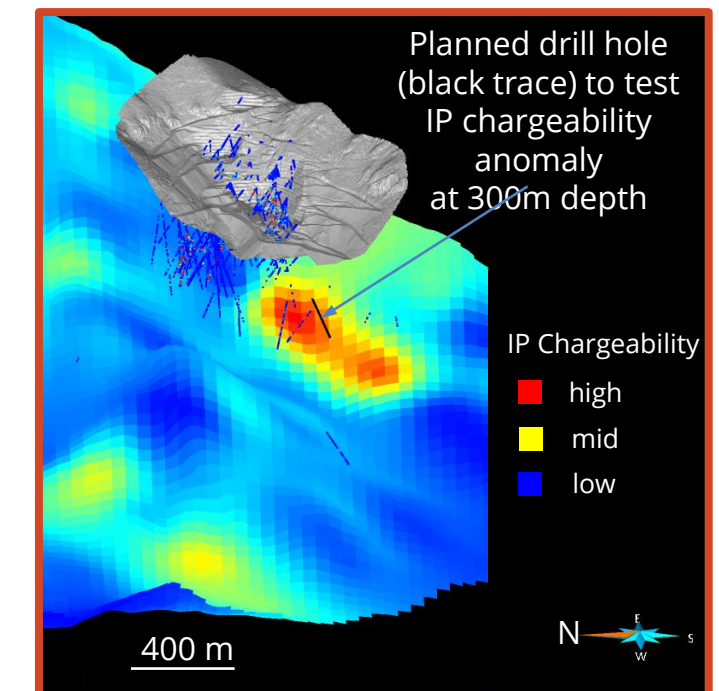 Planned drill hole
(black trace) to test
IP chargeability
anomaly
at 300m depth
IP Chargeability
high
mid
low
400 m
N
E
S
W